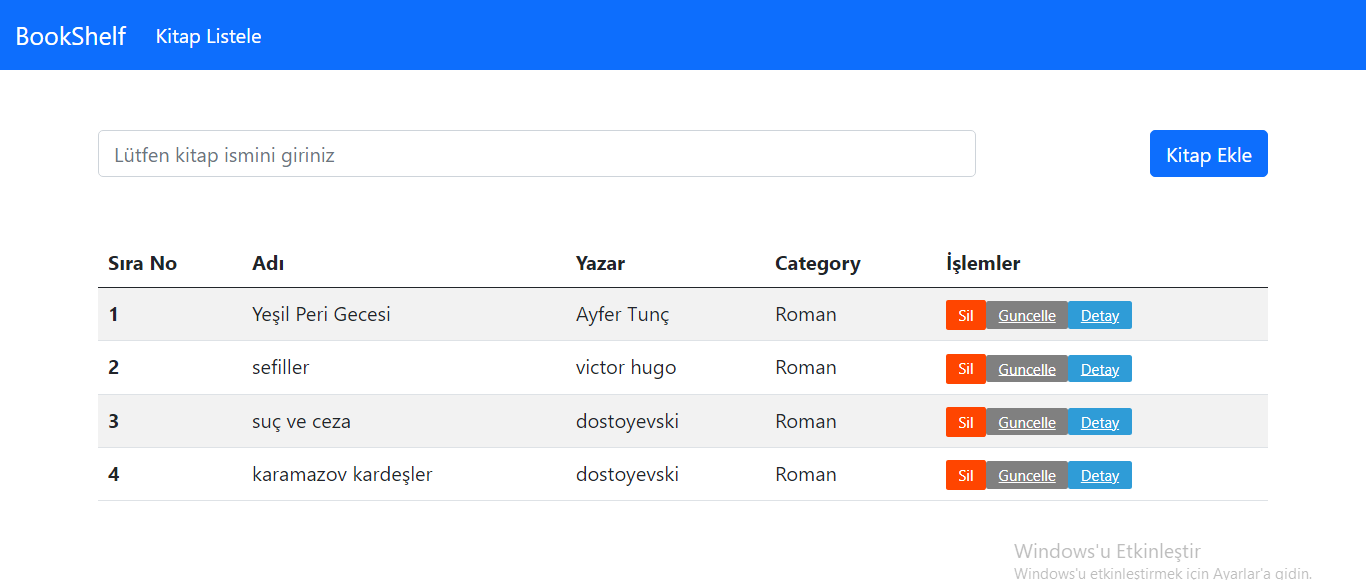 BookShelf Kitap Listele
Lütfen kitap ismini giriniz Kitap Ekle
Sıra No Adı Yazar Category İşlemler
1 Yeşil Peri Gecesi Ayfer Tunç Roman Sil Guncelle Detay
2 sefiller victor hugo Roman Sil Guncelle Detay
3 suç ve ceza dostoyevski Roman Sil Guncelle Detay
4 karamazov kardeşler dostoyevski Roman Sil Guncelle Detay
Windows'u Etkinleştir
Windows'u etkinleştirmek için Ayarlar'a gidin.